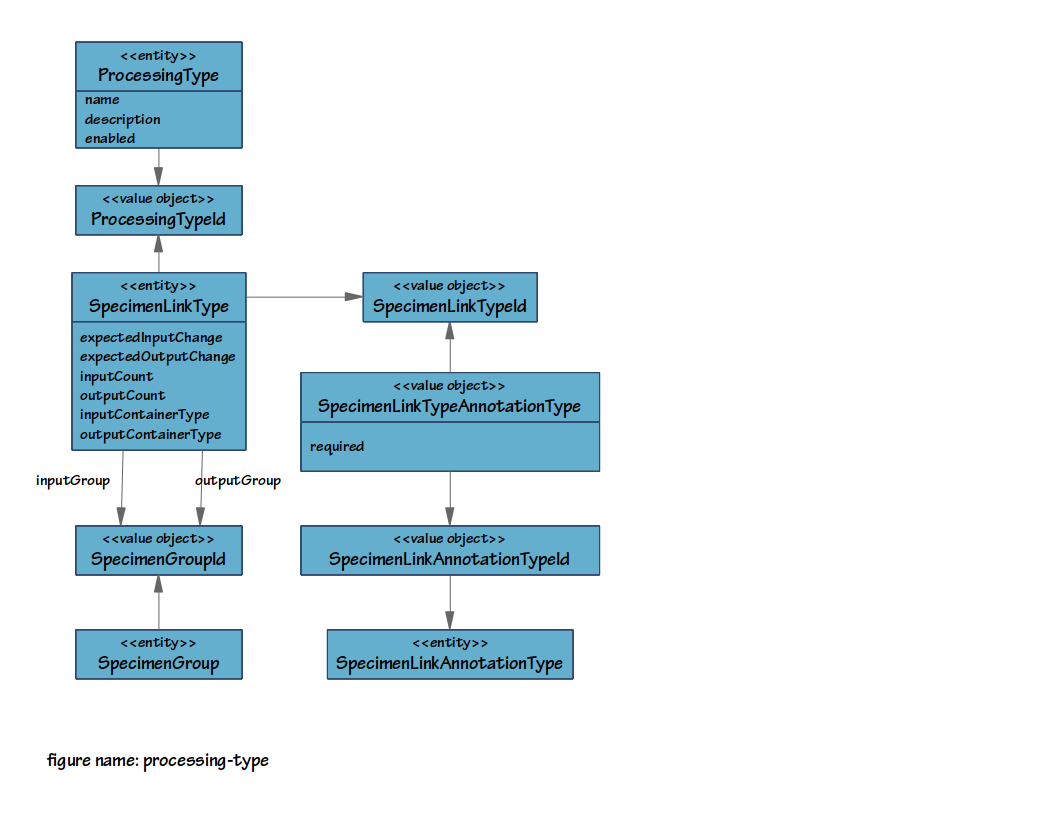 <<entity>>
ProcessingType
name
description
enabled
<<value object>>
ProcessingTypeId
<<entity>>
SpecimenLinkType
expectedInputChange
expectedOutputChange
inputCount
outputCount
inputContainerType
outputContainerType
<<value object>>
SpecimenLinkTypeId
<<value object>>
SpecimenLinkTypeAnnotationType
required
inputGroup
outputGroup
<<value object>>
SpecimenGroupId
<<value object>>
SpecimenLinkAnnotationTypeId
<<entity>>
SpecimenGroup
<<entity>>
SpecimenLinkAnnotationType
figure name: processing-type